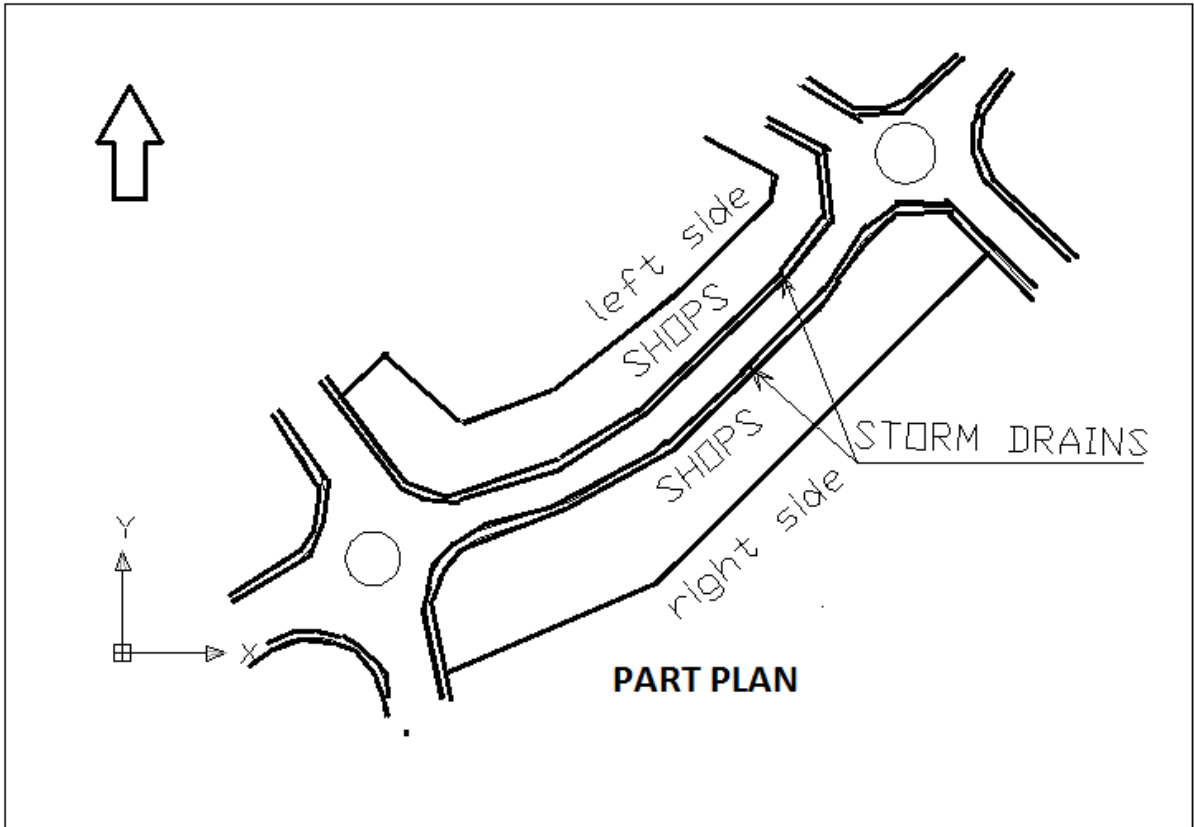 left side
SHOPS
STORM DRAINS
SHOPS
right side
Y
X
PART PLAN